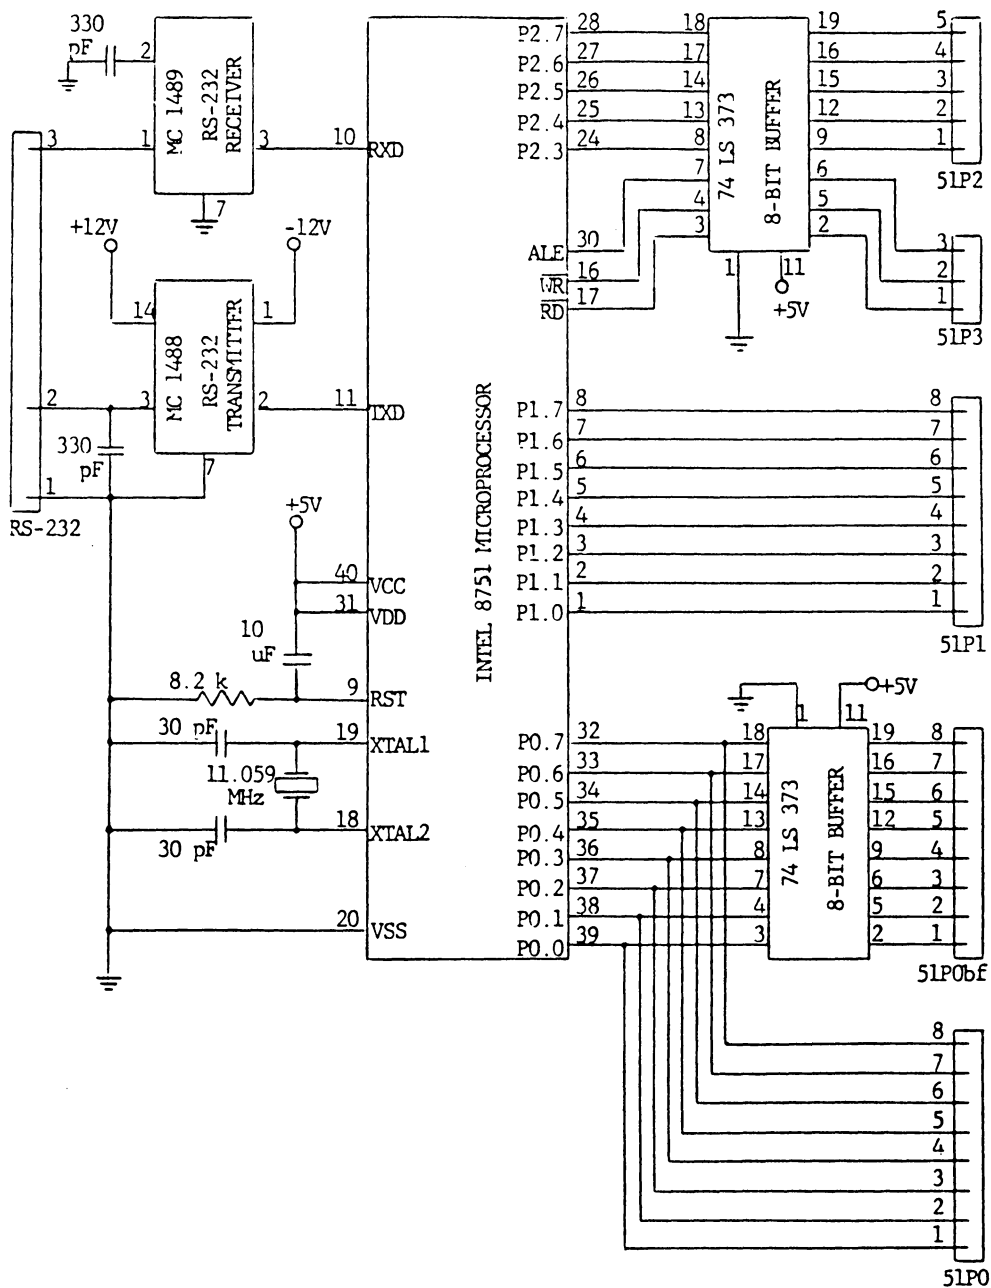 330
pF
2
MC 1489
RS-232
RECEIVER
3
1
3
10
RXD
7
+12V
-12V
14
1
MC 1488
RS-232
TRANSMITTER
2
3
2
11
TXD
330
pF
7
1
RS-232
+5V
40
VCC
31
VDD
10
uF
8.2 k
9
RST
30 pF
19
XTAL1
11.059
MHz
18
XTAL2
30 pF
20
VSS
INTEL 8751 MICROPROCESSOR
P2.7 28 18 19 5
P2.6 27 17 16 4
P2.5 26 14 15 3
P2.4 25 13 12 2
P2.3 24 8 9 1
74 LS 373
8-BIT BUFFER
51P2
7 6
4 5
3 2
ALE 30 3
WR 16 2
RD 17 1
1
11
+5V
51P3
P1.7 8 8
P1.6 7 7
P1.5 6 6
P1.4 5 5
P1.3 4 4
P1.2 3 3
P1.1 2 2
P1.0 1 1
51P1
+5V
1
11
P0.7 32 18 19 8
P0.6 33 17 16 7
P0.5 34 14 15 6
P0.4 35 13 12 5
P0.3 36 8 9 4
P0.2 37 7 6 3
P0.1 38 4 5 2
P0.0 39 3 2 1
74 LS 373
8-BIT BUFFER
51P0bf
8
7
6
5
4
3
2
1
51P0